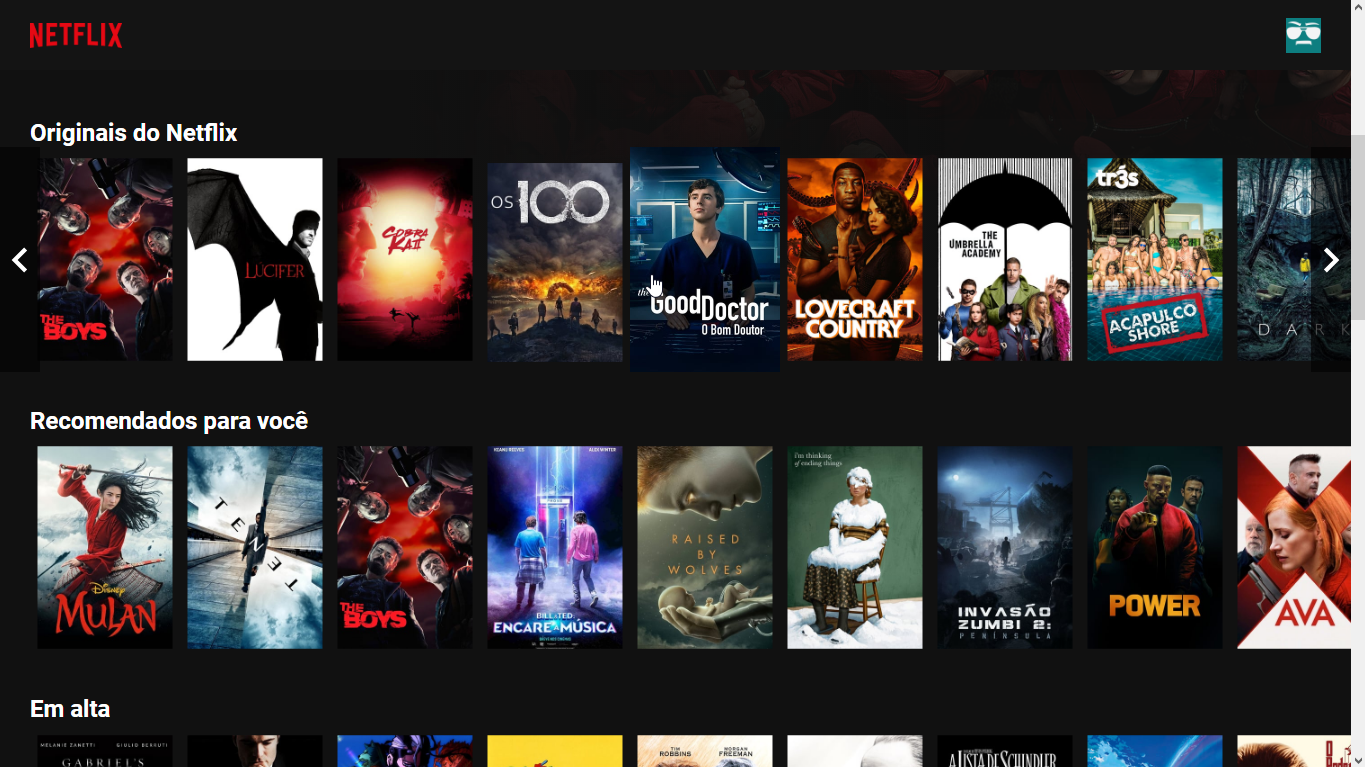 NETFLIX
Originais do Netflix
THE
BOYS
LUCIFER
COBRA
KAI
OS 100
the
GOOD DOCTOR
O Bom Doutor
LOVECRAFT
COUNTRY
THE
UMBRELLA
ACADEMY
tr3s
ACAPULCO
SHORE
DARK
Recomendados para você
Disney
MULAN
TENET
THE
BOYS
KEANU REEVES
ALEX WINTER
BILL & TED:
ENCARE A MÚSICA
RAISED
BY
WOLVES
i'm thinking
of ending things
INVASÃO
ZUMBI 2:
PENÍNSULA
POWER
AVA
Em alta
MELANIE ZANETTI
GIULIO BERRUTI
GABRIEL'S
TIM
ROBBINS
MORGAN
FREEMAN
A LISTA DE SCHINDLER